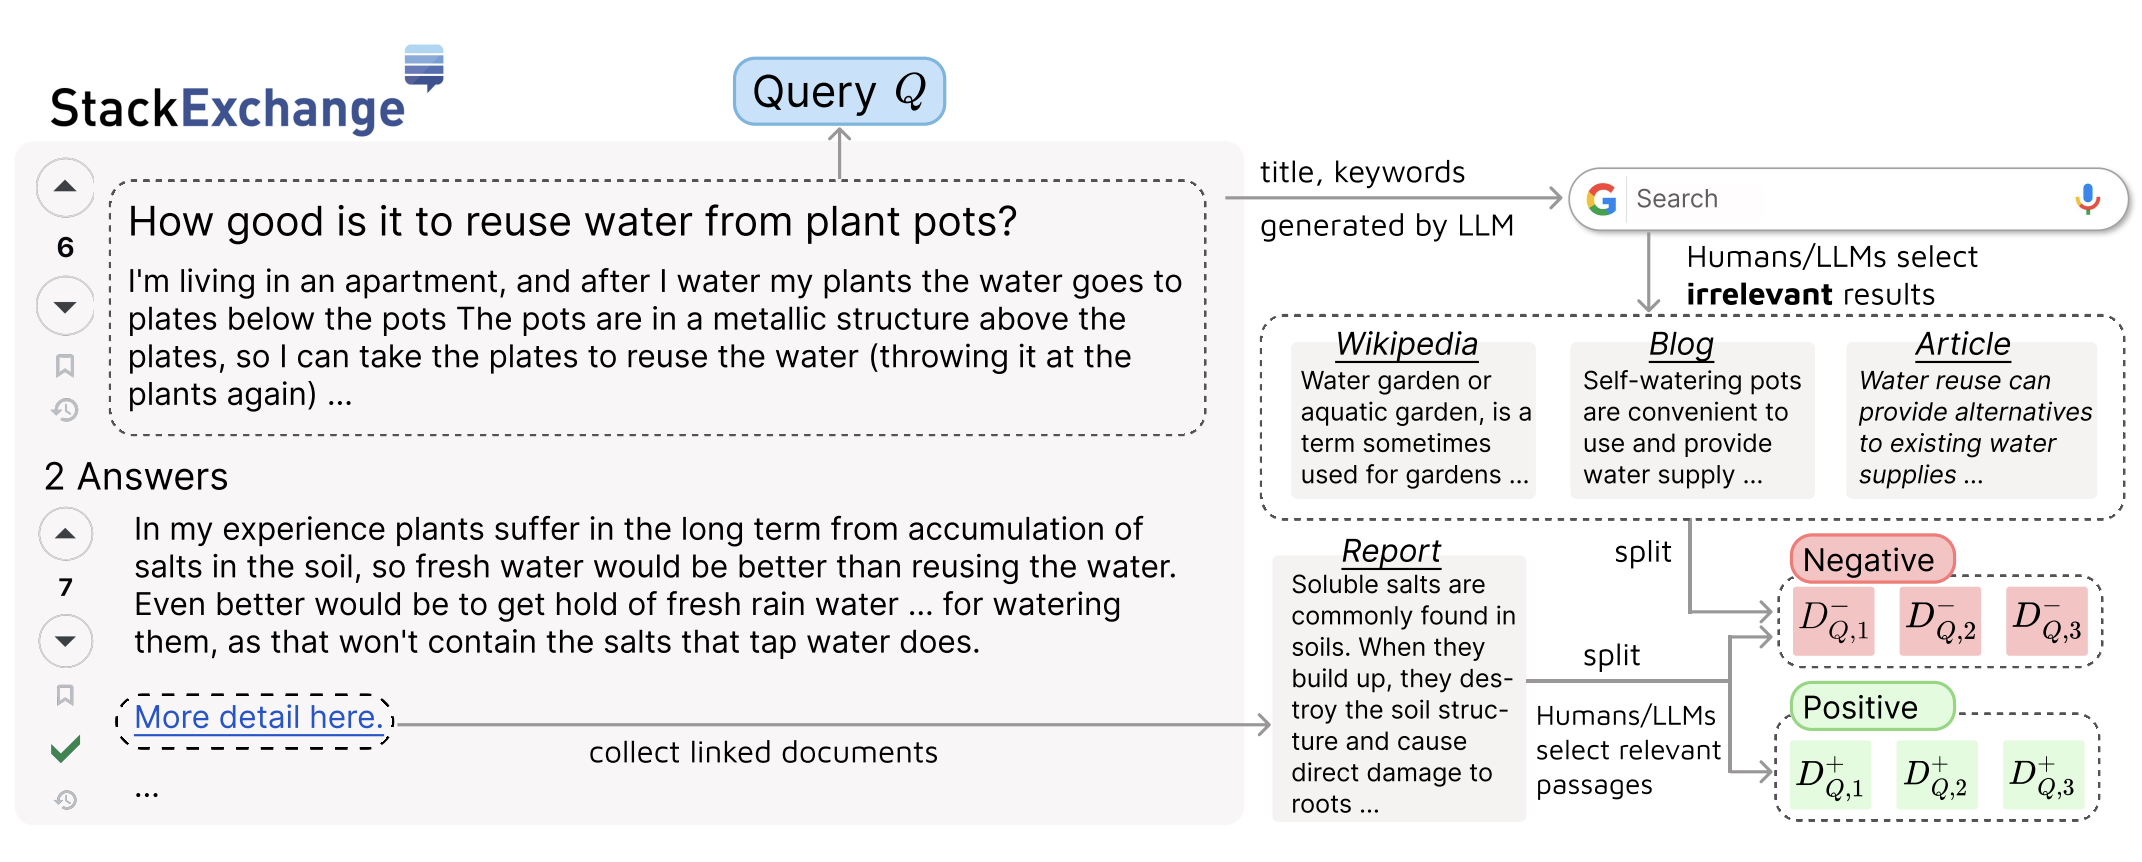 StackExchange
Query Q
6
How good is it to reuse water from plant pots?
I'm living in an apartment, and after I water my plants the water goes to
plates below the pots The pots are in a metallic structure above the
plates, so I can take the plates to reuse the water (throwing it at the
plants again) ...
2 Answers
7
In my experience plants suffer in the long term from accumulation of
salts in the soil, so fresh water would be better than reusing the water.
Even better would be to get hold of fresh rain water ... for watering
them, as that won't contain the salts that tap water does.
More detail here.
...
collect linked documents
title, keywords
generated by LLM
Search
Humans/LLMs select
irrelevant results
Wikipedia
Water garden or
aquatic garden, is a
term sometimes
used for gardens ...
Blog
Self-watering pots
are convenient to
use and provide
water supply ...
Article
Water reuse can
provide alternatives
to existing water
supplies ...
Report
Soluble salts are
commonly found in
soils. When they
build up, they des-
troy the soil struc-
ture and cause
direct damage to
roots ...
split
split
Humans/LLMs
select relevant
passages
Negative
D⁻Q,1 D⁻Q,2 D⁻Q,3
Positive
D⁺Q,1 D⁺Q,2 D⁺Q,3